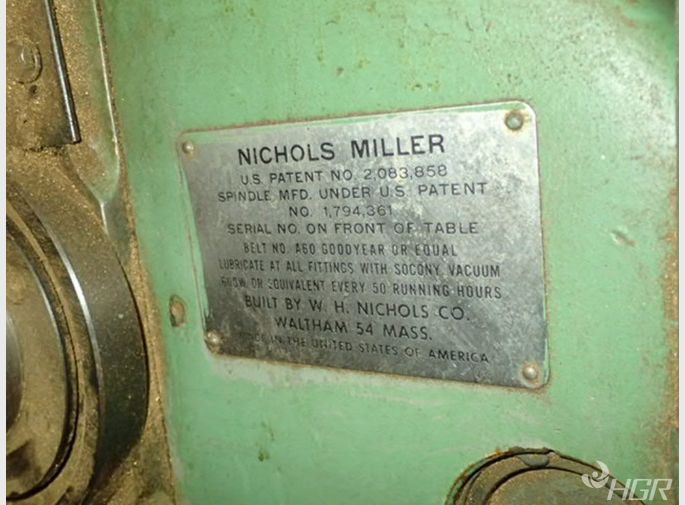 NICHOLS MILLER
U.S. PATENT NO. 2,083,858
SPINDLE MFD. UNDER U.S. PATENT
NO. 1,794,361
SERIAL NO. ON FRONT OF TABLE
BELT NO. A60 GOODYEAR OR EQUAL
LUBRICATE AT ALL FITTINGS WITH SOCONY VACUUM
OR EQUIVALENT EVERY 50 RUNNING HOURS
BUILT BY W. H. NICHOLS CO.
WALTHAM 54 MASS.
MADE IN THE UNITED STATES OF AMERICA
HGR